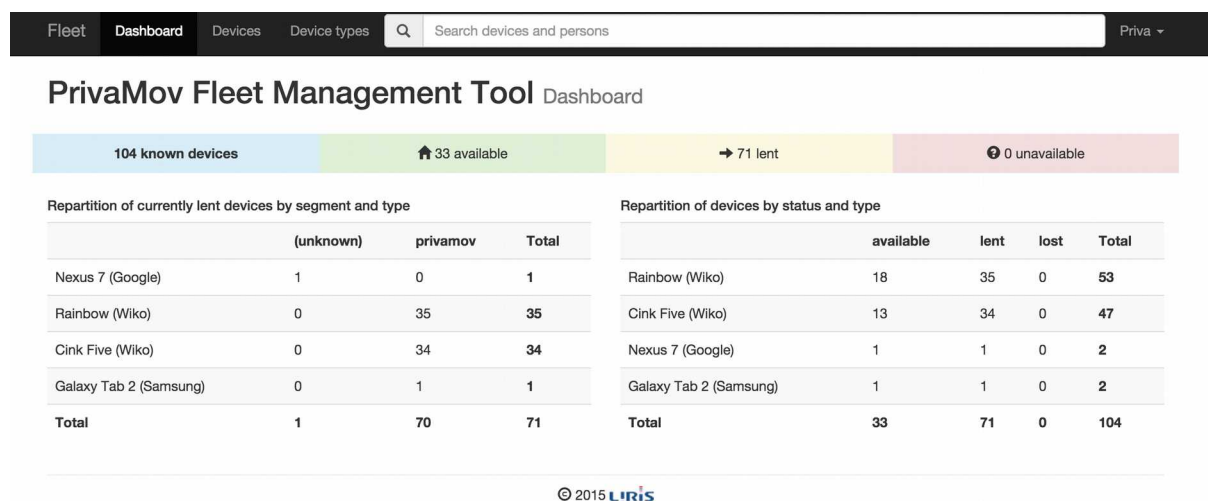 Fleet Dashboard Devices Device types Search devices and persons Priva
PrivaMov Fleet Management Tool Dashboard
104 known devices 33 available 71 lent 0 unavailable
Repartition of currently lent devices by segment and type
(unknown) privamov Total
Nexus 7 (Google) 1 0 1
Rainbow (Wiko) 0 35 35
Cink Five (Wiko) 0 34 34
Galaxy Tab 2 (Samsung) 0 1 1
Total 1 70 71
Repartition of devices by status and type
available lent lost Total
Rainbow (Wiko) 18 35 0 53
Cink Five (Wiko) 13 34 0 47
Nexus 7 (Google) 1 1 0 2
Galaxy Tab 2 (Samsung) 1 1 0 2
Total 33 71 0 104
© 2015 LIRIS